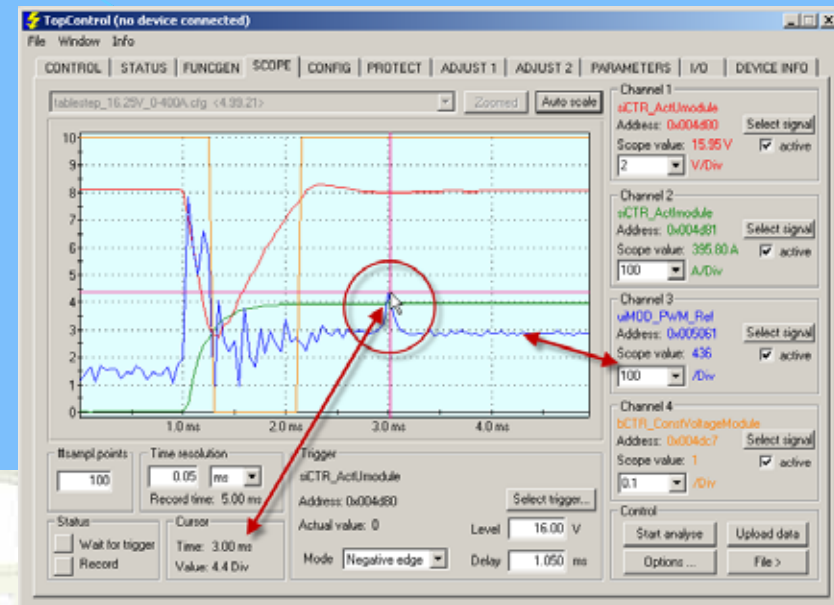 TopControl (no device connected)
File Window Info
CONTROL STATUS FUNCGEN SCOPE CONFIG PROTECT ADJUST 1 ADJUST 2 PARAMETERS I/O DEVICE INFO
tablestep_16.25V_0-400A.cfg <4.99.21>
Zoomed
Auto scale
10
9
8
7
6
5
4
3
2
1
0
1.0 ms 2.0 ms 3.0 ms 4.0 ms
Channel 1
siCTR_ActUmodule
Address: 0x004d80 Select signal
Scope value: 15.95 V active
2 V/Div
Channel 2
siCTR_ActImodule
Address: 0x004d81 Select signal
Scope value: 395.80 A active
100 A/Div
Channel 3
uiMOD_PWM_Ref
Address: 0x005061 Select signal
Scope value: 436 active
100 /Div
Channel 4
bCTR_ConstVoltageModule
Address: 0x004dc7 Select signal
Scope value: 1 active
0.1 /Div
#sampl.points
100
Time resolution
0.05 ms
Record time: 5.00 ms
Status
Wait for trigger
Record
Cursor
Time: 3.00 ms
Value: 4.4 Div
Trigger
siCTR_ActUmodule
Address: 0x004d80 Select trigger...
Actual value: 0 Level 16.00 V
Mode Negative edge Delay 1.050 ms
Control
Start analyse Upload data
Options ... File >